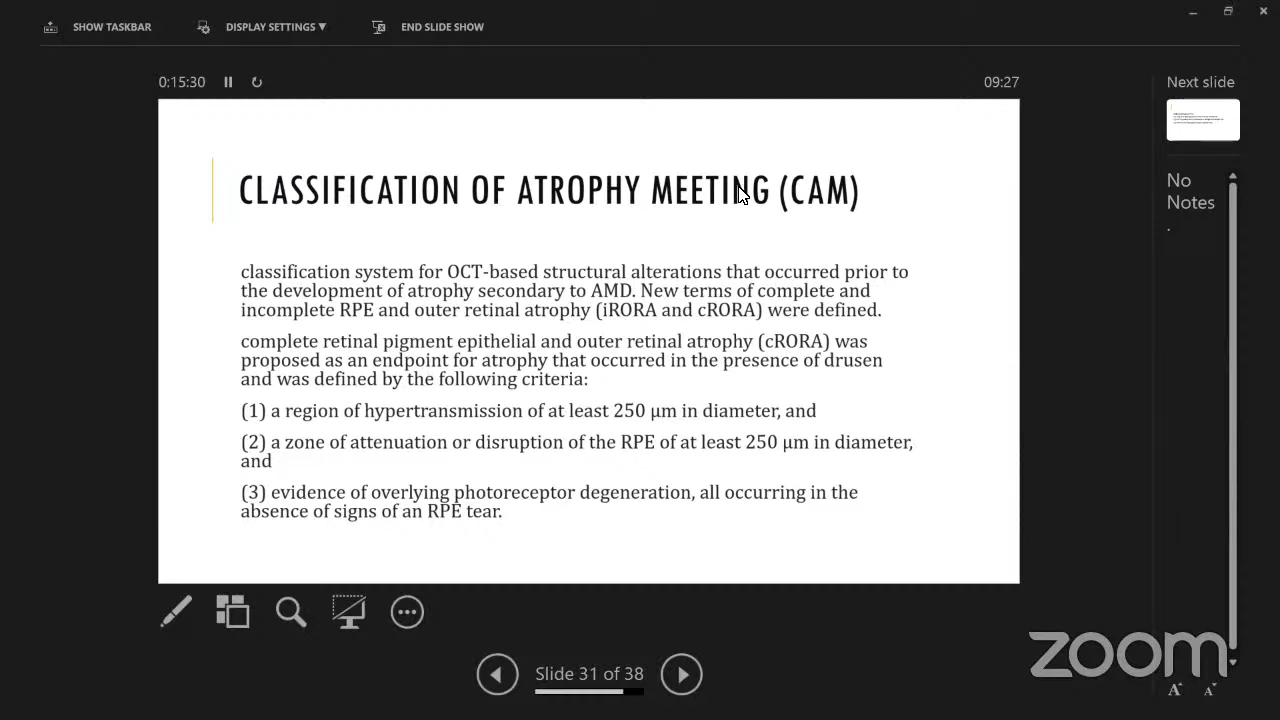 SHOW TASKBAR
DISPLAY SETTINGS ▼
END SLIDE SHOW
0:15:30
09:27
Next slide
CLASSIFICATION OF ATROPHY MEETING (CAM)
classification system for OCT-based structural alterations that occurred prior to
the development of atrophy secondary to AMD. New terms of complete and
incomplete RPE and outer retinal atrophy (iRORA and cRORA) were defined.
complete retinal pigment epithelial and outer retinal atrophy (cRORA) was
proposed as an endpoint for atrophy that occurred in the presence of drusen
and was defined by the following criteria:
(1) a region of hypertransmission of at least 250 μm in diameter, and
(2) a zone of attenuation or disruption of the RPE of at least 250 μm in diameter,
and
(3) evidence of overlying photoreceptor degeneration, all occurring in the
absence of signs of an RPE tear.
No
Notes
.
Slide 31 of 38
zoom
A A